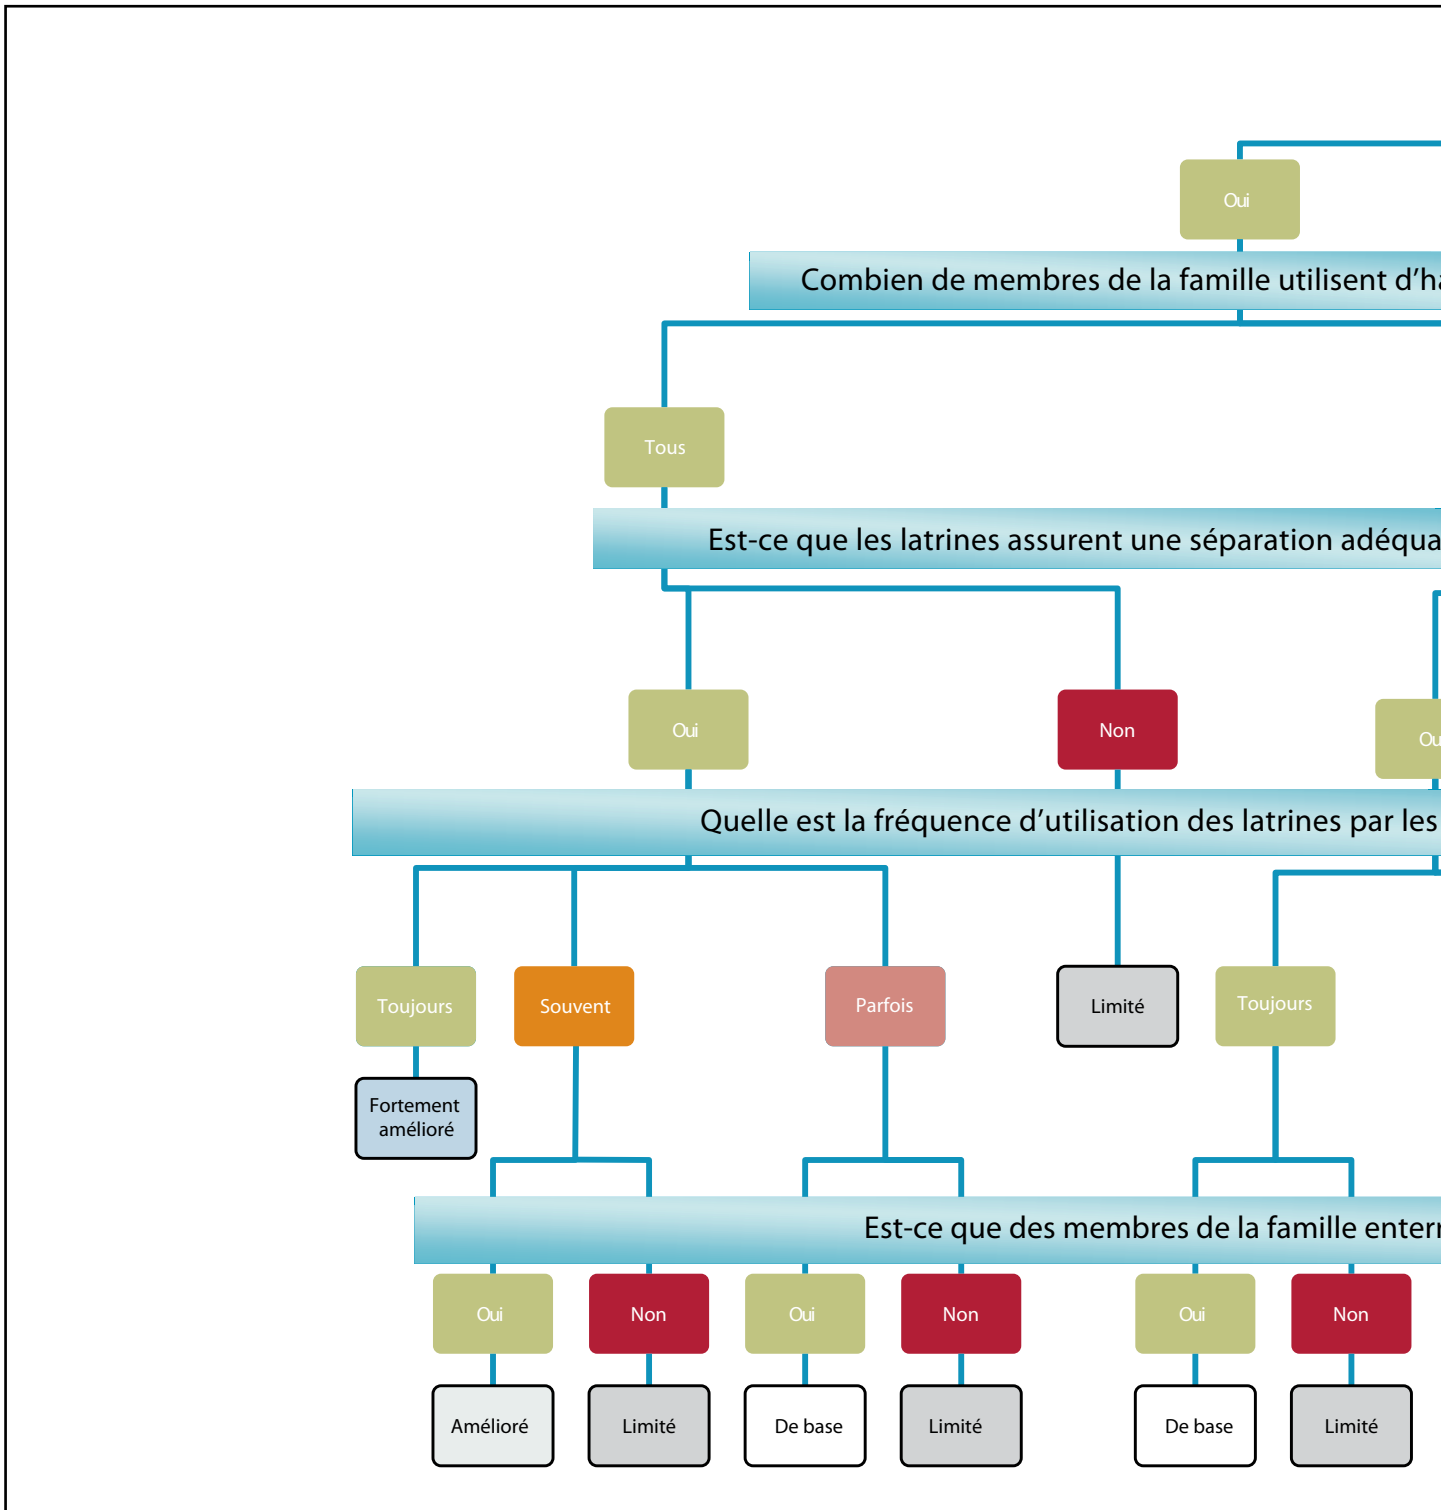 Oui
Combien de membres de la famille utilisent d’ha
Tous
Est-ce que les latrines assurent une séparation adéqua
Oui
Non
Ou
Quelle est la fréquence d’utilisation des latrines par les
Toujours
Souvent
Parfois
Limité
Toujours
Fortement
amélioré
Est-ce que des membres de la famille enterr
Oui
Non
Oui
Non
Oui
Non
Amélioré
Limité
De base
Limité
De base
Limité